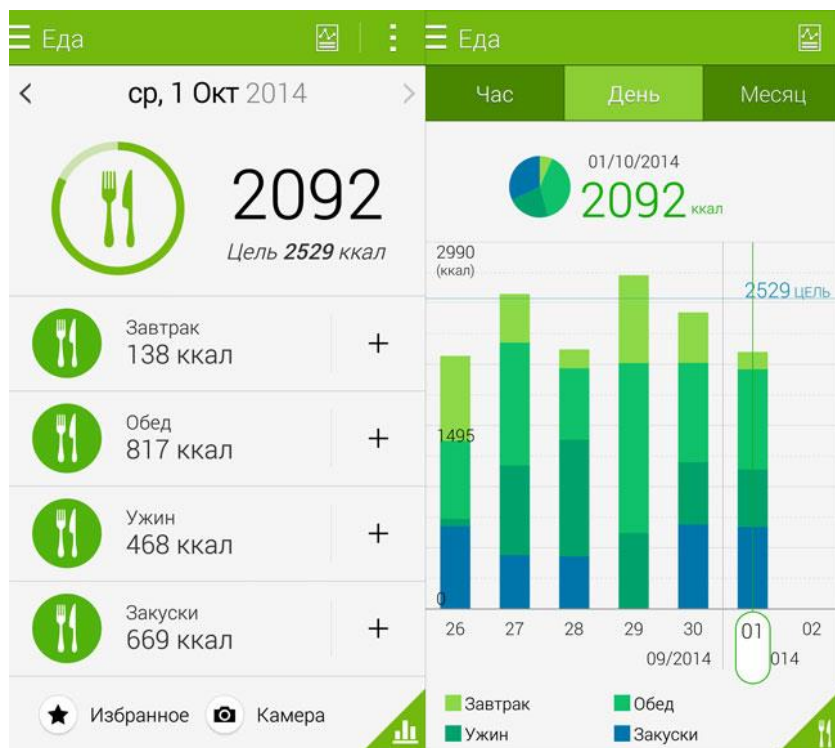 Еда
ср, 1 Окт 2014
2092
Цель 2529 ккал
Завтрак
138 ккал
Обед
817 ккал
Ужин
468 ккал
Закуски
669 ккал
Избранное Камера
Еда
Час День Месяц
01/10/2014
2092 ккал
2990
(ккал)
2529 ЦЕЛЬ
1495
0
26 27 28 29 30 01 02
09/2014 014
Завтрак Обед
Ужин Закуски